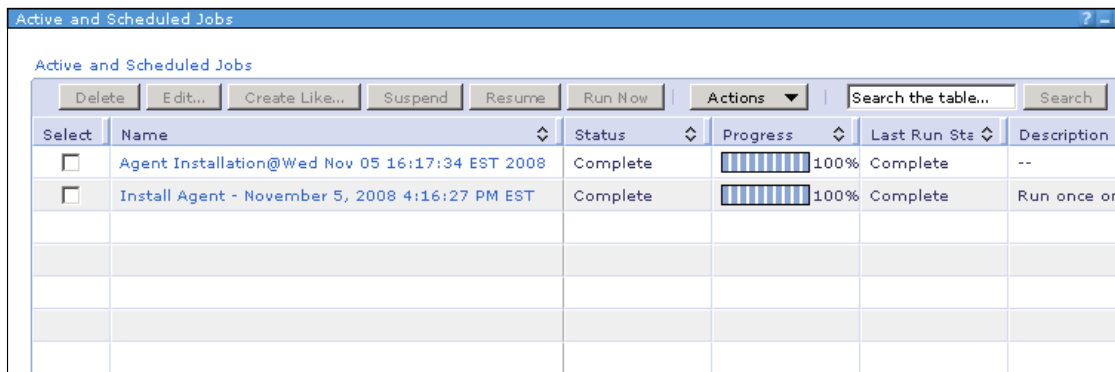 Active and Scheduled Jobs ? –
Active and Scheduled Jobs
Delete Edit... Create Like... Suspend Resume Run Now Actions Search the table... Search
Select Name Status Progress Last Run Sta Description
Agent Installation@Wed Nov 05 16:17:34 EST 2008 Complete 100% Complete --
Install Agent - November 5, 2008 4:16:27 PM EST Complete 100% Complete Run once or